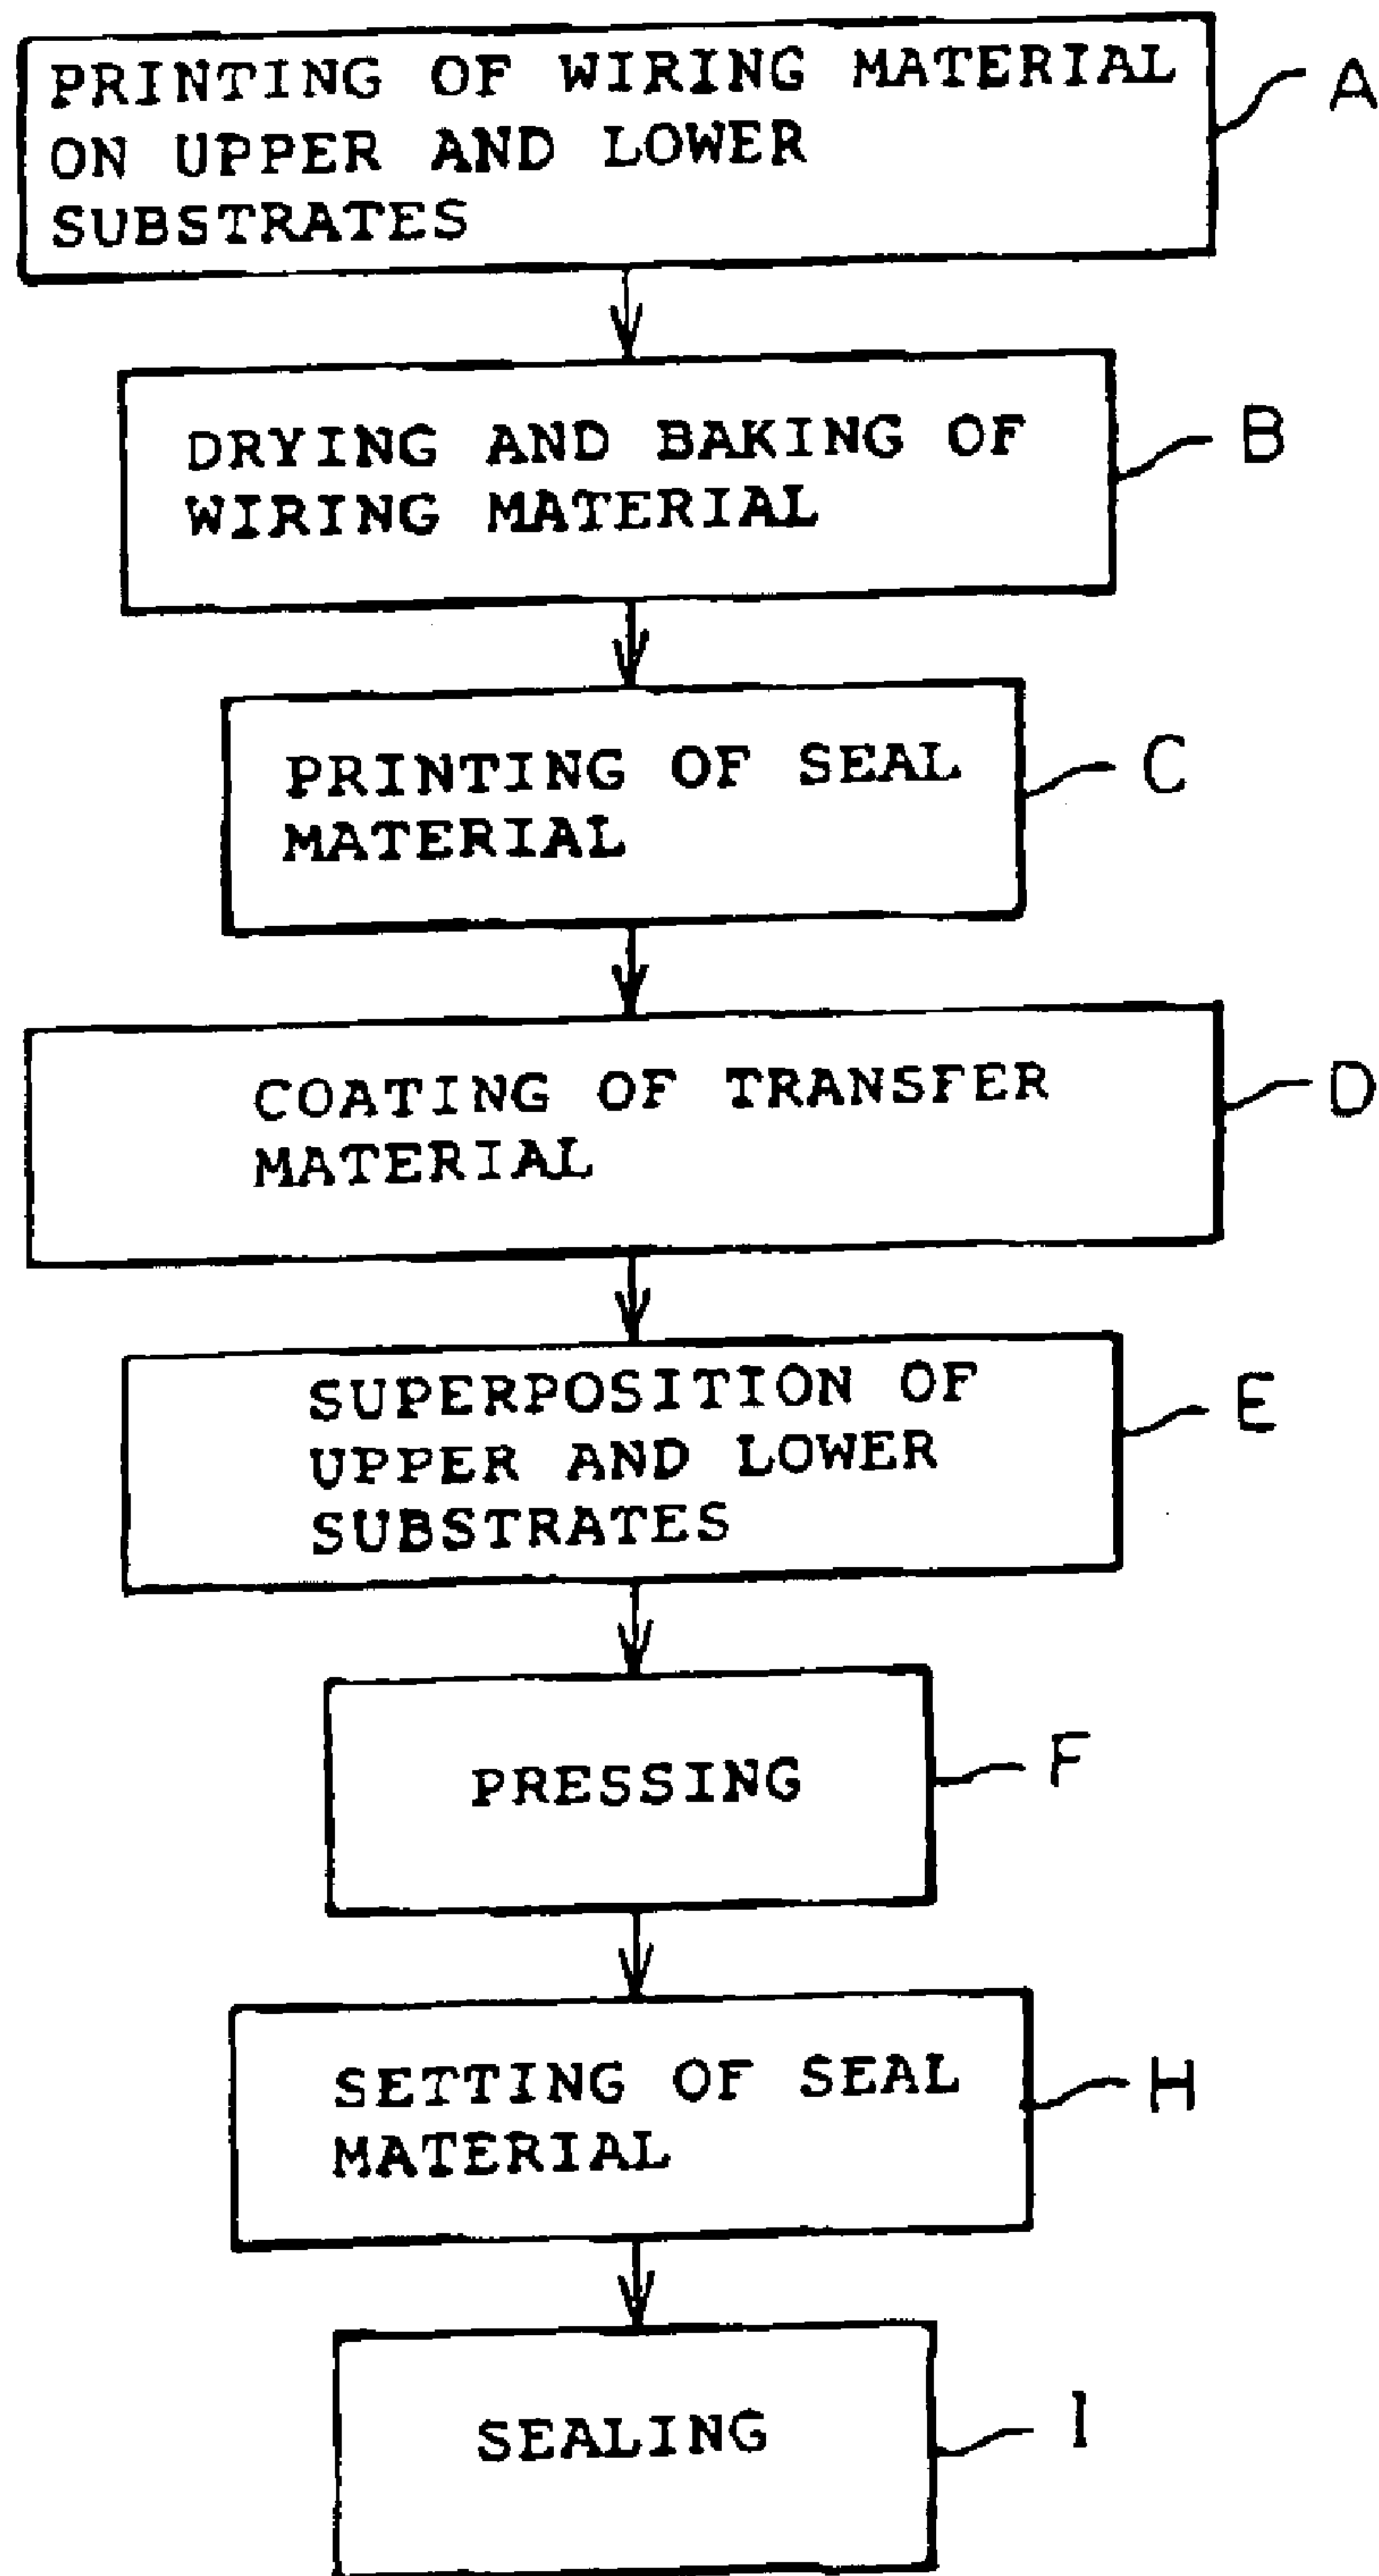 PRINTING OF WIRING MATERIAL
ON UPPER AND LOWER
SUBSTRATES
A
DRYING AND BAKING OF
WIRING MATERIAL
B
PRINTING OF SEAL
MATERIAL
C
COATING OF TRANSFER
MATERIAL
D
SUPERPOSITION OF
UPPER AND LOWER
SUBSTRATES
E
PRESSING
F
SETTING OF SEAL
MATERIAL
H
SEALING
I